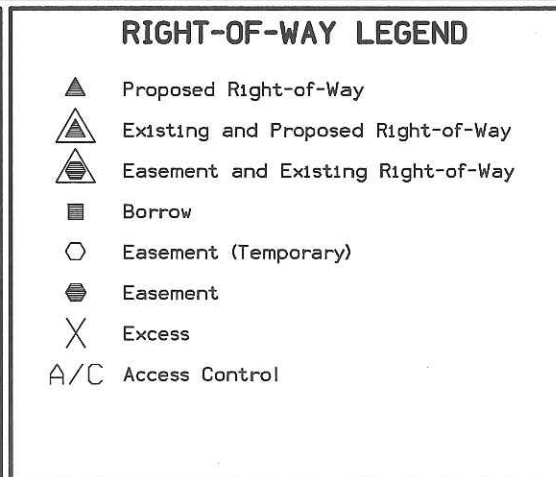 RIGHT-OF-WAY LEGEND
Proposed Right-of-Way
Existing and Proposed Right-of-Way
Easement and Existing Right-of-Way
Borrow
Easement (Temporary)
Easement
X Excess
A/C Access Control